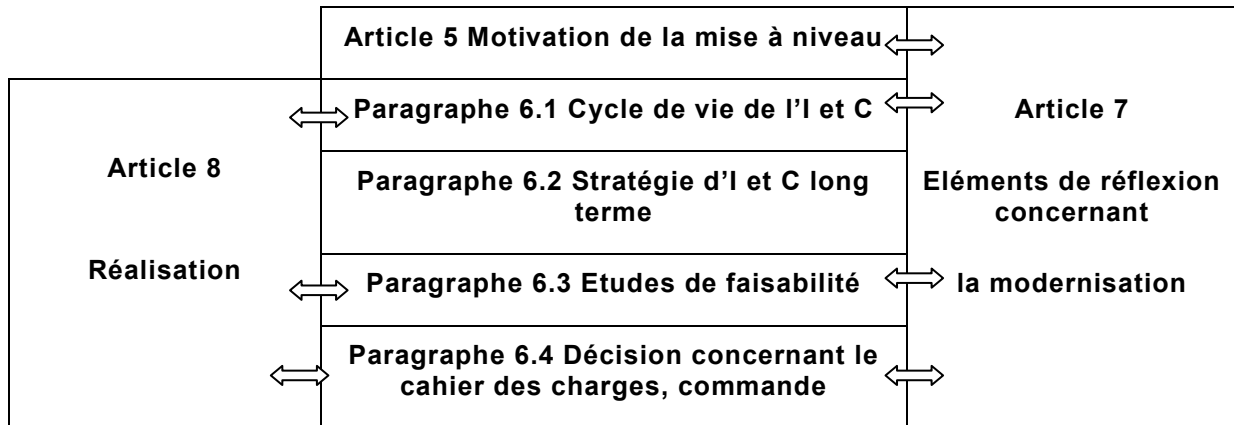 Article 5 Motivation de la mise à niveau
Paragraphe 6.1 Cycle de vie de l'I et C
Article 7
Article 8
Paragraphe 6.2 Stratégie d'I et C long
terme
Eléments de réflexion
concernant
Réalisation
Paragraphe 6.3 Etudes de faisabilité
la modernisation
Paragraphe 6.4 Décision concernant le
cahier des charges, commande